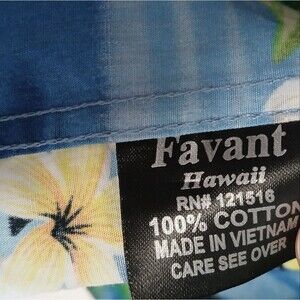 Favant
Hawaii
RN# 121516
100% COTTON
MADE IN VIETNAM
CARE SEE OVER